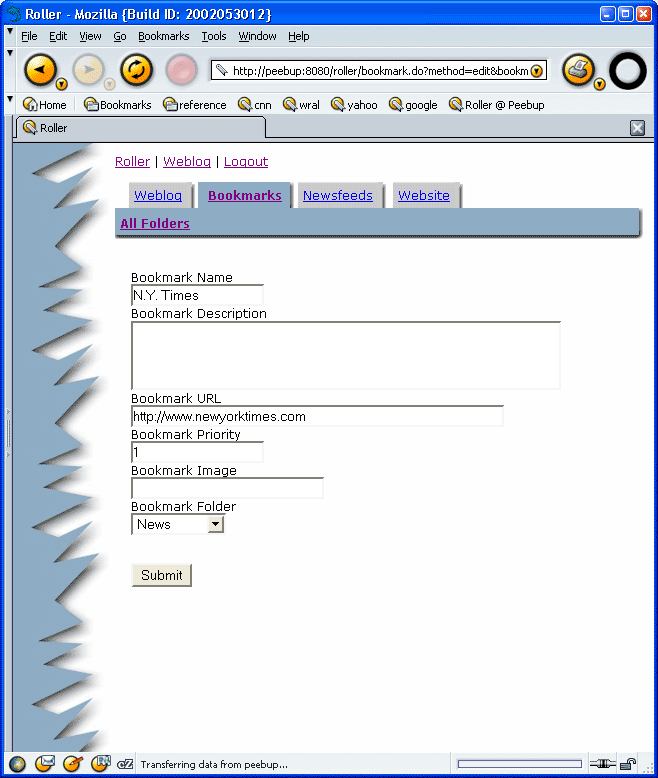 Roller - Mozilla {Build ID: 2002053012}
File Edit View Go Bookmarks Tools Window Help
http://peebup:8080/roller/bookmark.do?method=edit&bookm
Home Bookmarks reference cnn wral yahoo google Roller @ Peebup
Roller
Roller | Weblog | Logout
Weblog Bookmarks Newsfeeds Website
All Folders
Bookmark Name
N.Y. Times
Bookmark Description
Bookmark URL
http://www.newyorktimes.com
Bookmark Priority
1
Bookmark Image
Bookmark Folder
News
Submit
Transferring data from peebup...